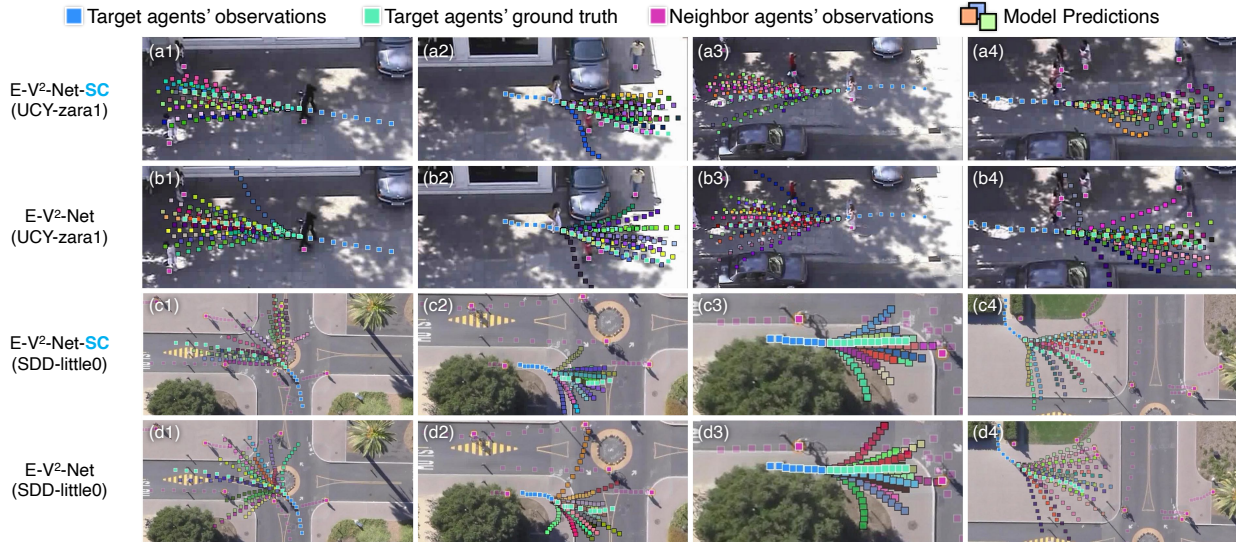 Target agents' observations Target agents' ground truth Neighbor agents' observations Model Predictions
(a1) (a2) (a3) (a4)
E-V²-Net-SC
(UCY-zara1)
(b1) (b2) (b3) (b4)
E-V²-Net
(UCY-zara1)
(c1) (c2) (c3) (c4)
E-V²-Net-SC
(SDD-little0)
(d1) (d2) (d3) (d4)
E-V²-Net
(SDD-little0)